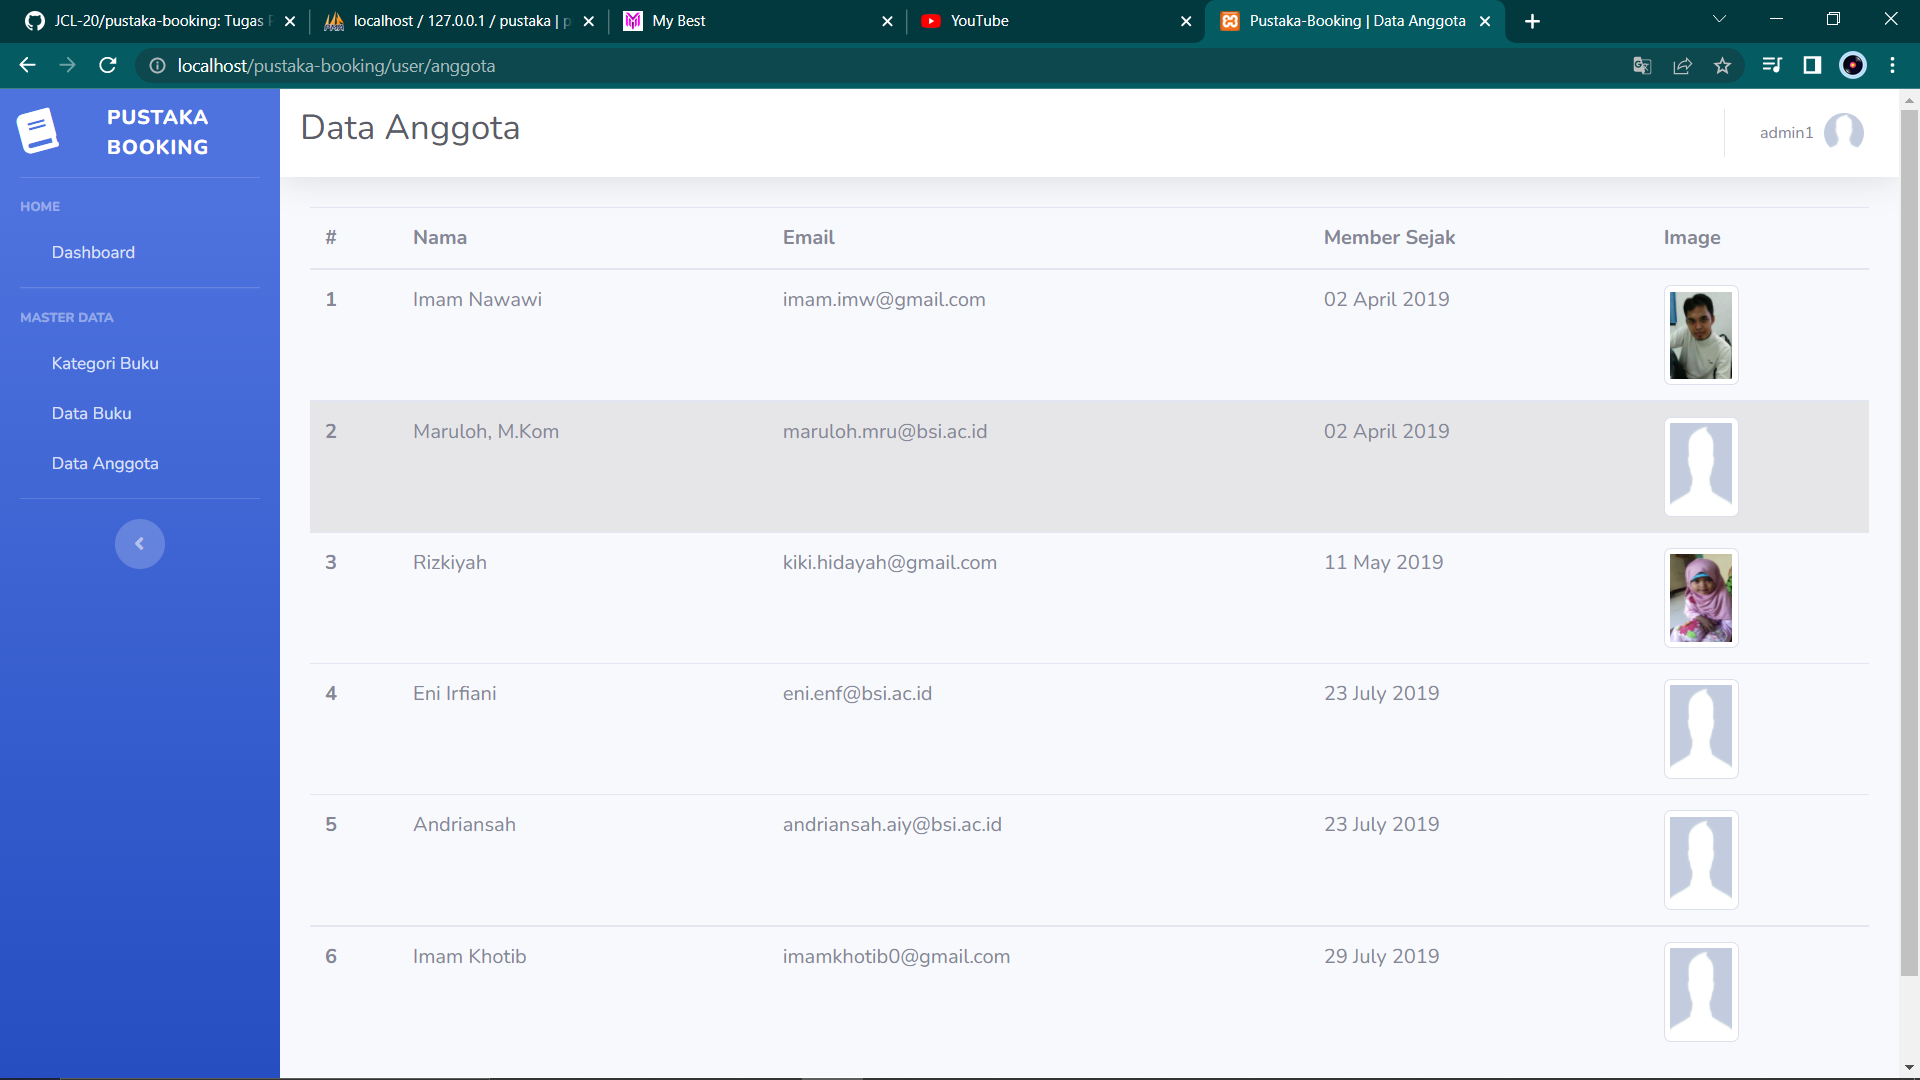 JCL-20/pustaka-booking: Tugas
localhost / 127.0.0.1 / pustaka |
My Best
YouTube
Pustaka-Booking | Data Anggota
localhost/pustaka-booking/user/anggota
PUSTAKA
BOOKING
Data Anggota
admin1
HOME
Dashboard
MASTER DATA
Kategori Buku
Data Buku
Data Anggota
# Nama Email Member Sejak Image
1 Imam Nawawi imam.imw@gmail.com 02 April 2019
2 Maruloh, M.Kom maruloh.mru@bsi.ac.id 02 April 2019
3 Rizkiyah kiki.hidayah@gmail.com 11 May 2019
4 Eni Irfiani eni.enf@bsi.ac.id 23 July 2019
5 Andriansah andriansah.aiy@bsi.ac.id 23 July 2019
6 Imam Khotib imamkhotib0@gmail.com 29 July 2019